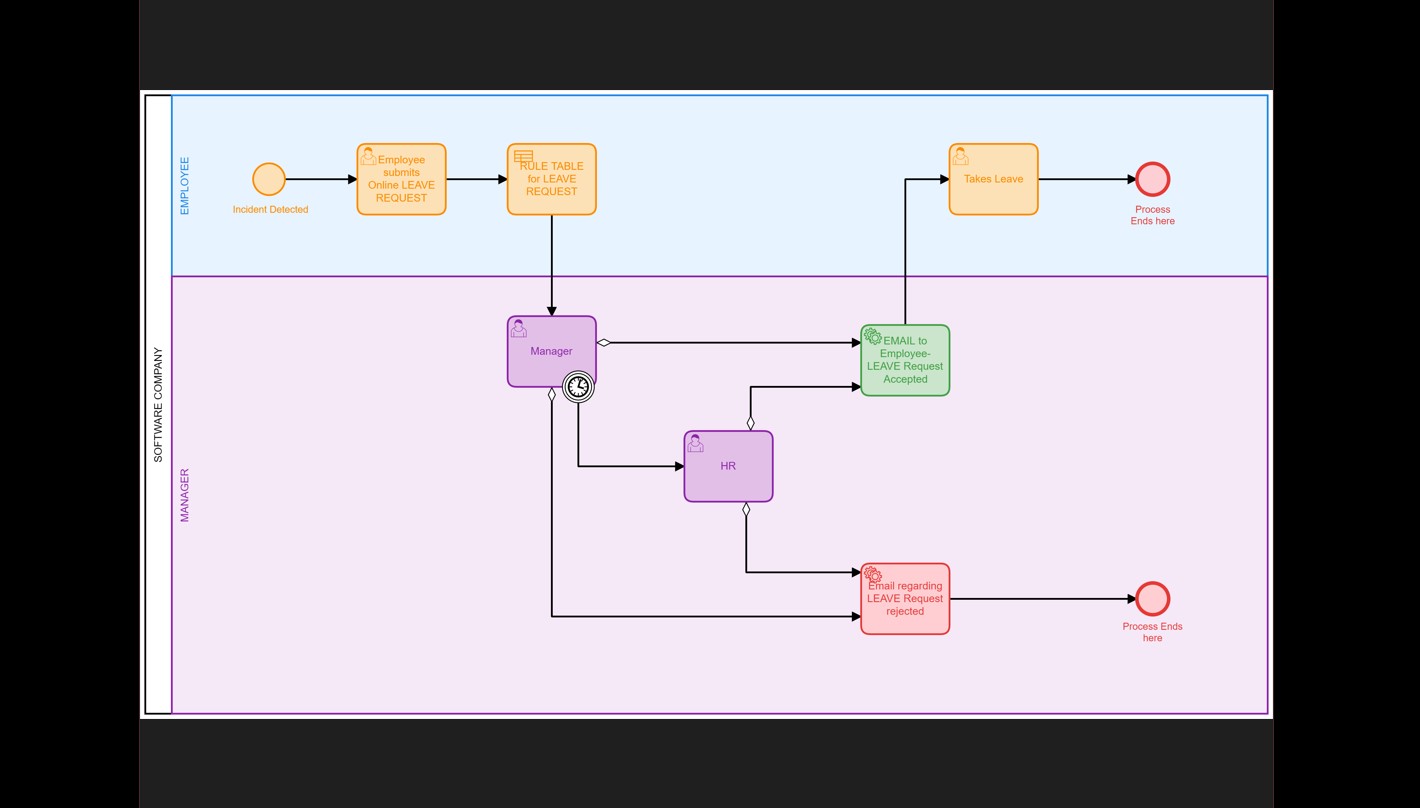 SOFTWARE COMPANY
EMPLOYEE
Incident Detected
Employee
submits
Online LEAVE
REQUEST
RULE TABLE
for LEAVE
REQUEST
Takes Leave
Process
Ends here
MANAGER
Manager
EMAIL to
Employee-
LEAVE Request
Accepted
HR
Email regarding
LEAVE Request
rejected
Process Ends
here